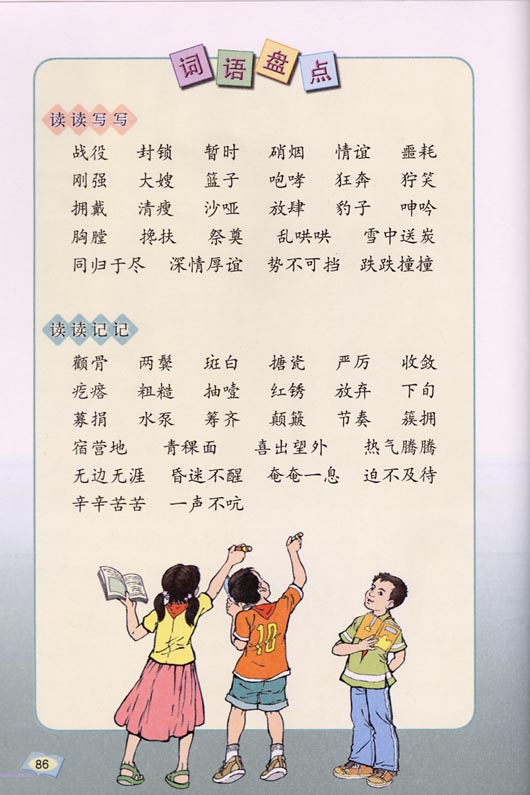 词语盘点
读读写写
战役 封锁 暂时 硝烟 情谊 噩耗
刚强 大嫂 篮子 咆哮 狂奔 狞笑
拥戴 清瘦 沙哑 放肆 豹子 呻吟
胸膛 搀扶 祭奠 乱哄哄 雪中送炭
同归于尽 深情厚谊 势不可挡 跌跌撞撞
读读记记
颧骨 两鬓 斑白 搪瓷 严厉 收敛
疙瘩 粗糙 抽噎 红锈 放弃 下旬
募捐 水泵 筹齐 颠簸 节奏 簇拥
宿营地 青稞面 喜出望外 热气腾腾
无边无涯 昏迷不醒 奄奄一息 迫不及待
辛辛苦苦 一声不吭
10
86